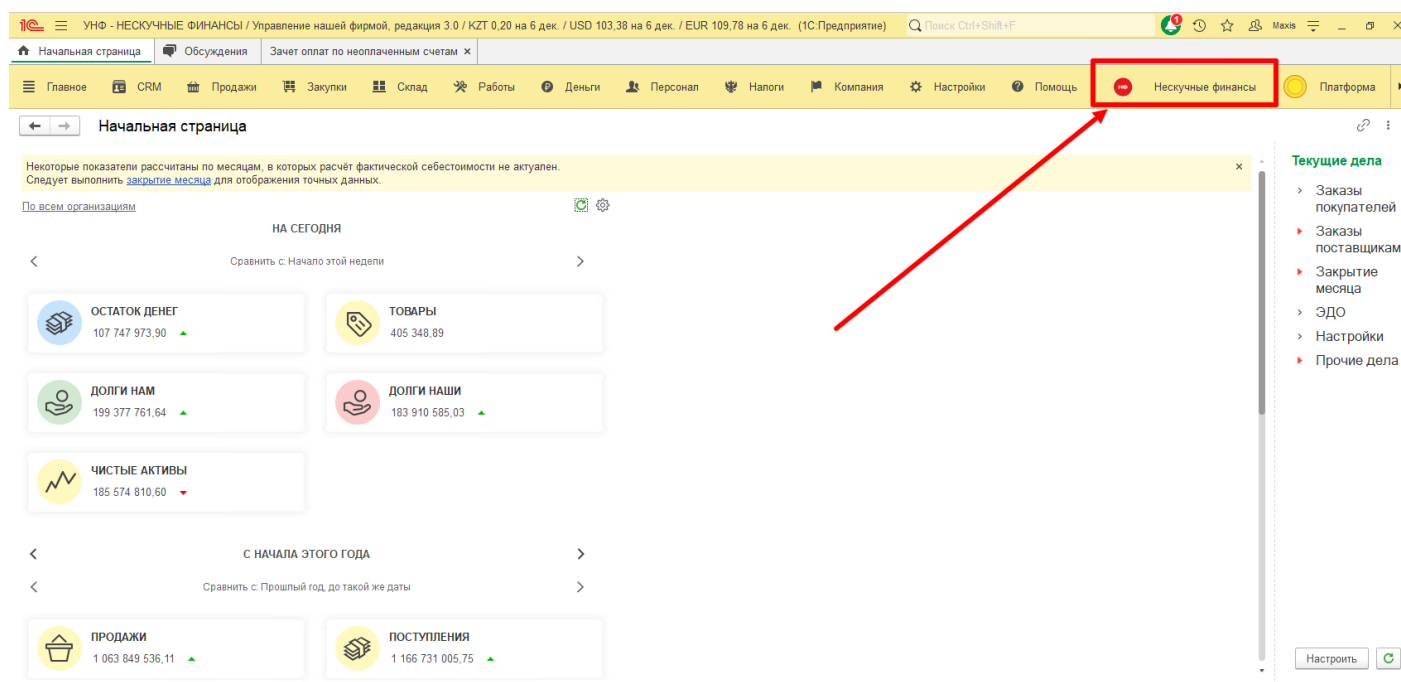 1С УНФ - НЕСКУЧНЫЕ ФИНАНСЫ / Управление нашей фирмой, редакция 3.0 / KZT 0,20 на 6 дек. / USD 103,38 на 6 дек. / EUR 109,78 на 6 дек. (1С:Предприятие) Поиск Ctrl+Shift+F 1 Maxis
Начальная страница Обсуждения Зачет оплат по неоплаченным счетам ×
Главное CRM Продажи Закупки Склад Работы Деньги Персонал Налоги Компания Настройки Помощь Нескучные финансы Платформа
Начальная страница
Некоторые показатели рассчитаны по месяцам, в которых расчёт фактической себестоимости не актуален.
Следует выполнить закрытие месяца для отображения точных данных.
По всем организациям
НА СЕГОДНЯ
Сравнить с: Начало этой недели
ОСТАТОК ДЕНЕГ
107 747 973,90
ТОВАРЫ
405 348,89
ДОЛГИ НАМ
199 377 761,64
ДОЛГИ НАШИ
183 910 585,03
ЧИСТЫЕ АКТИВЫ
185 574 810,60
С НАЧАЛА ЭТОГО ГОДА
Сравнить с: Прошлый год, до такой же даты
ПРОДАЖИ
1 063 849 536,11
ПОСТУПЛЕНИЯ
1 166 731 005,75
Текущие дела
Заказы
покупателей
Заказы
поставщикам
Закрытие
месяца
ЭДО
Настройки
Прочие дела
Настроить